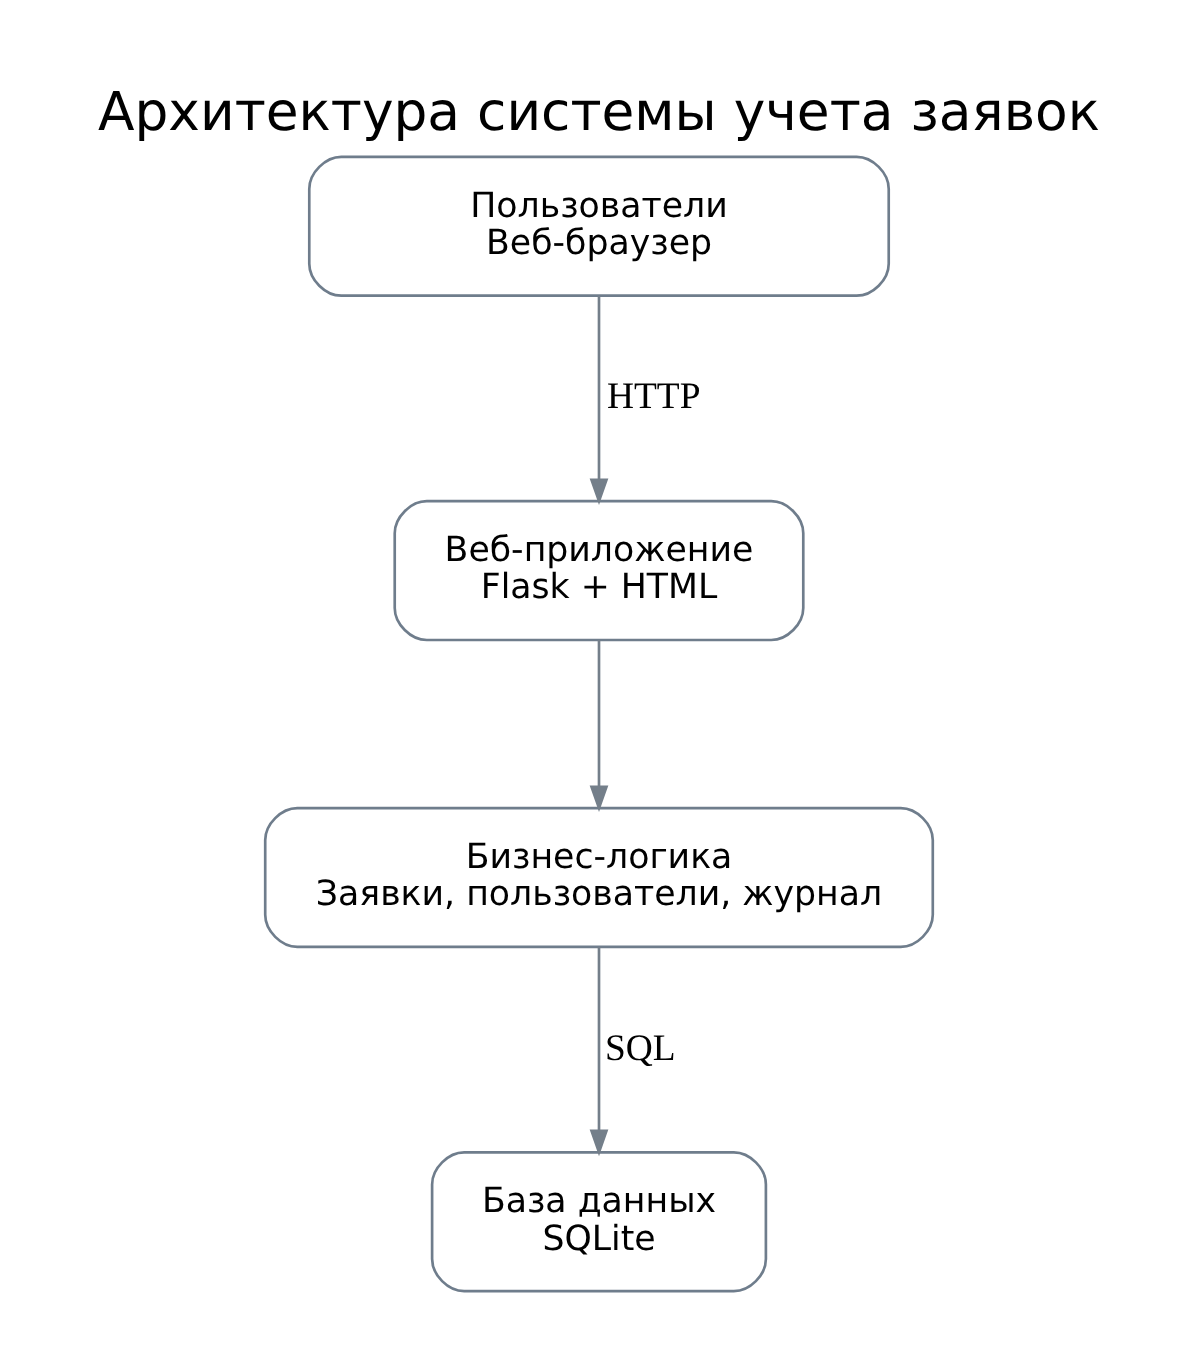 Архитектура системы учета заявок
Пользователи
Веб-браузер
HTTP
Веб-приложение
Flask + HTML
Бизнес-логика
Заявки, пользователи, журнал
SQL
База данных
SQLite